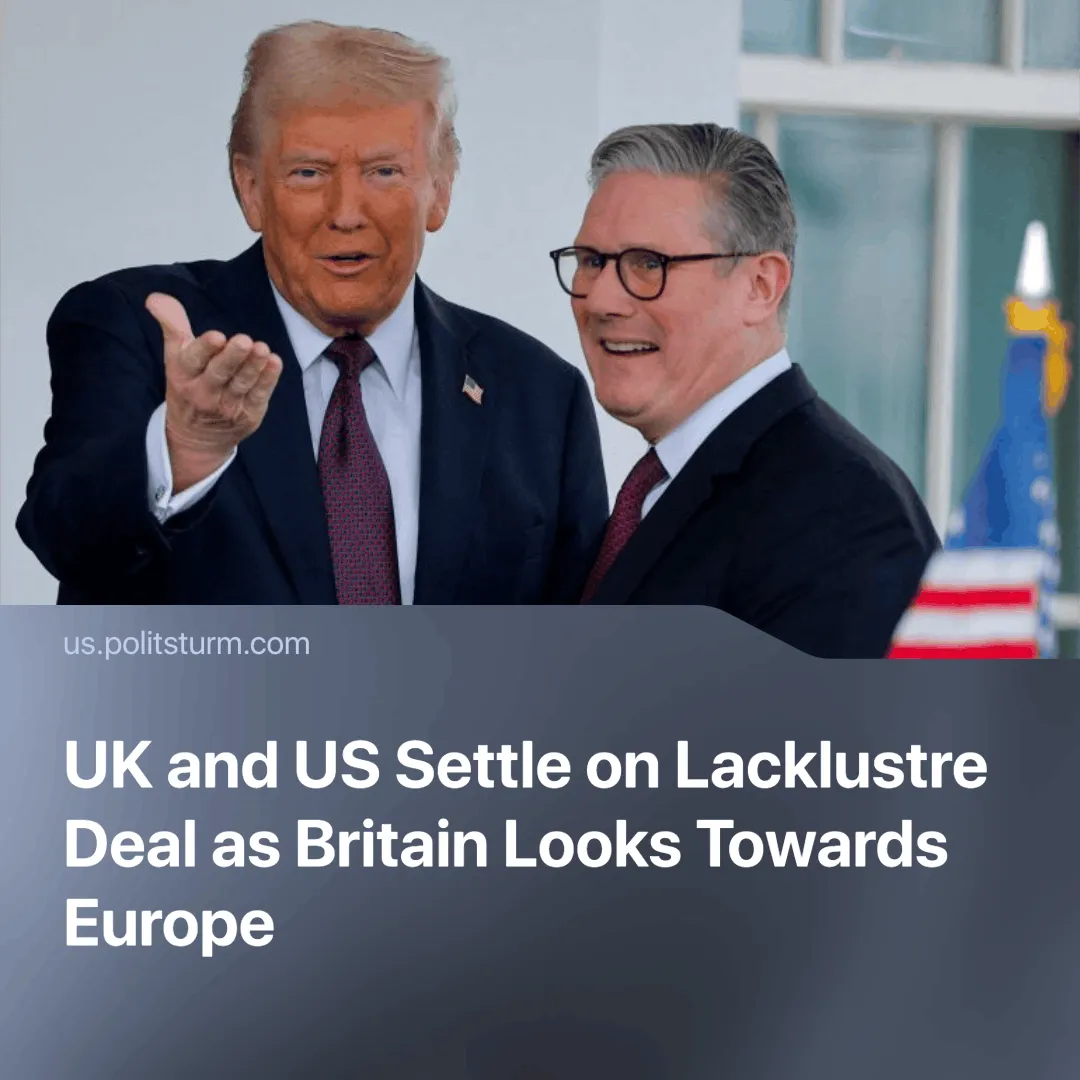 us.politsturm.com
UK and US Settle on Lacklustre
Deal as Britain Looks Towards
Europe